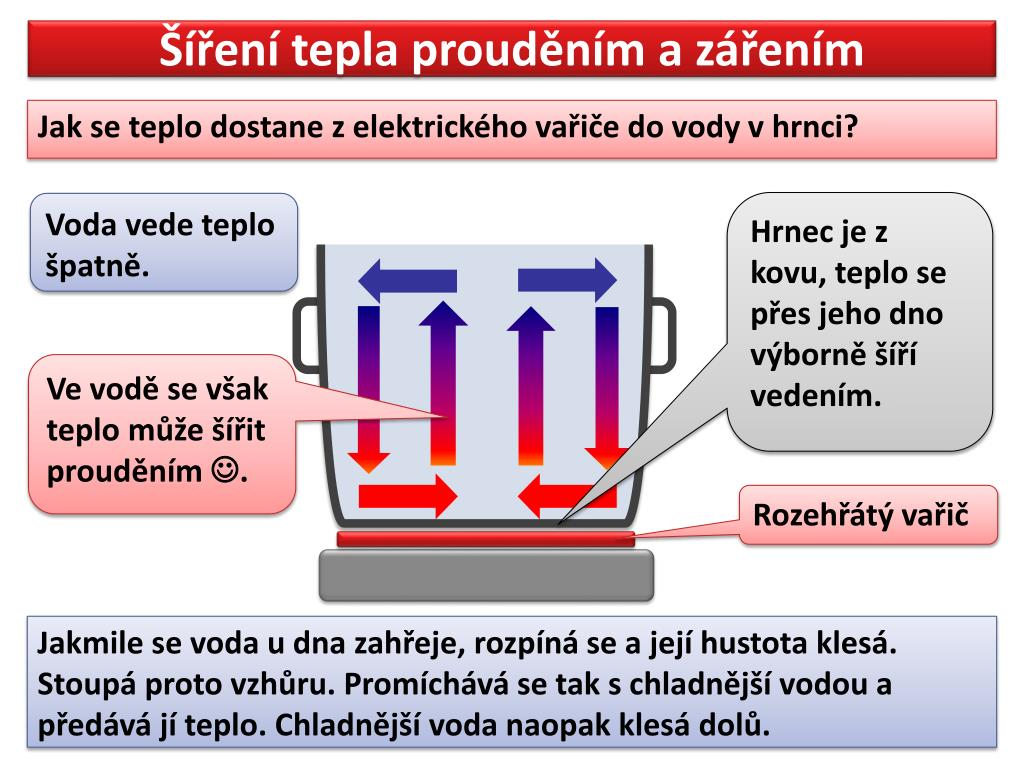 Šíření tepla prouděním a zářením
Jak se teplo dostane z elektrického vařiče do vody v hrnci?
Voda vede teplo
špatně.
Hrnec je z
kovu, teplo se
přes jeho dno
výborně šíří
vedením.
Ve vodě se však
teplo může šířit
prouděním ☺.
Rozehřátý vařič
Jakmile se voda u dna zahřeje, rozpíná se a její hustota klesá.
Stoupá proto vzhůru. Promíchává se tak s chladnější vodou a
předává jí teplo. Chladnější voda naopak klesá dolů.